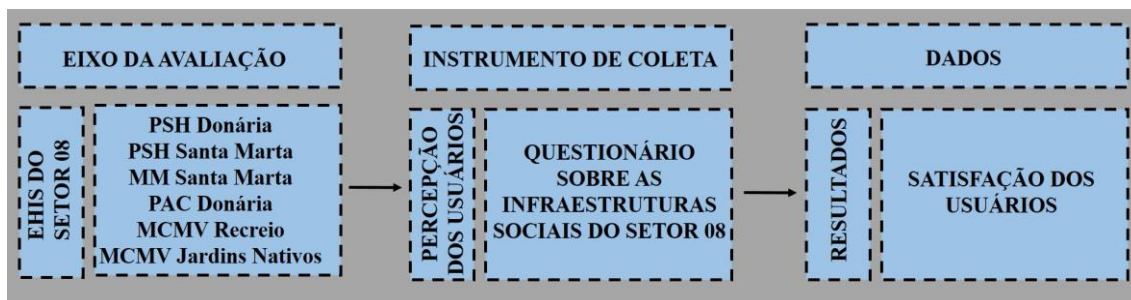 EIXO DA AVALIAÇÃO
EHIS DO
SETOR 08
PSH Donária
PSH Santa Marta
MM Santa Marta
PAC Donária
MCMV Recreio
MCMV Jardins Nativos
INSTRUMENTO DE COLETA
PERCEPÇÃO
DOS USUÁRIOS
QUESTIONÁRIO
SOBRE AS
INFRAESTRUTURAS
SOCIAIS DO SETOR 08
DADOS
RESULTADOS
SATISFAÇÃO DOS
USUÁRIOS